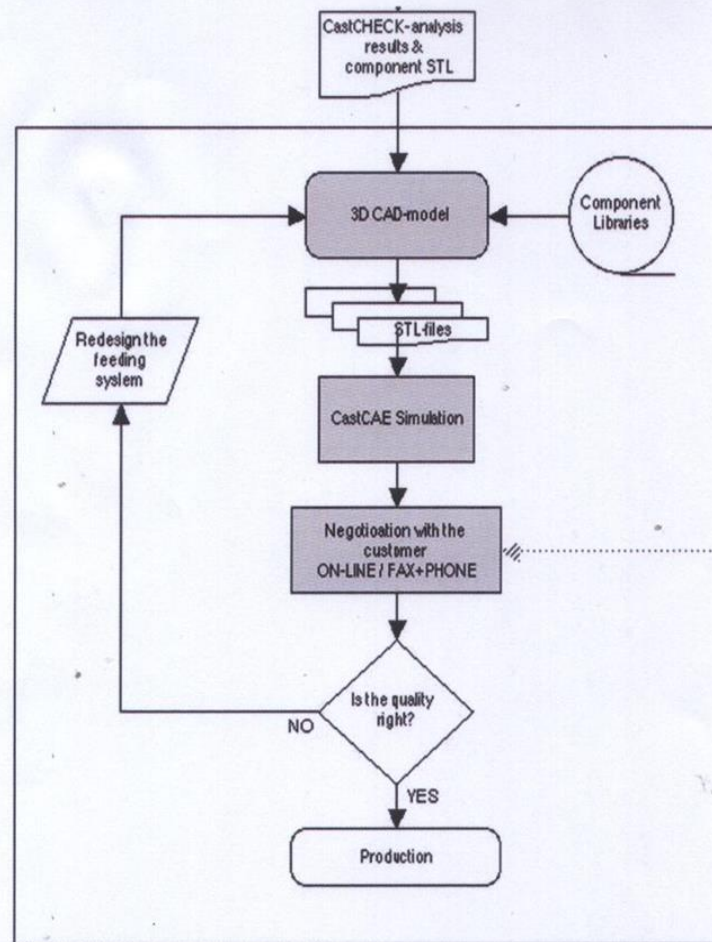 CastCHECK-analysis
results &
component STL
3D CAD-model
Component
Libraries
STL-files
Redesign the
feeding
system
CastCAE Simulation
Negotioation with the
customer
ON-LINE / FAX+PHONE
Is the quality
right?
NO
YES
Production